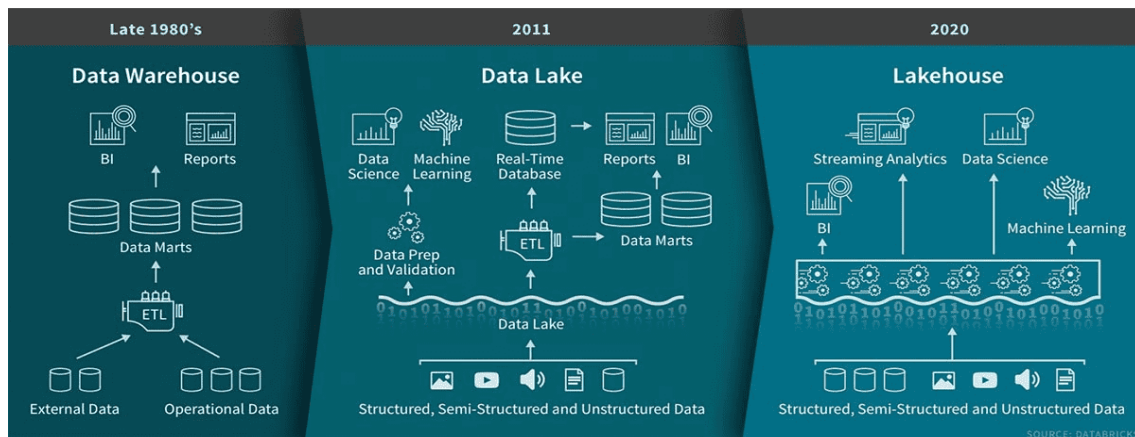 Late 1980's
Data Warehouse
BI
Reports
Data Marts
ETL
External Data
Operational Data
2011
Data Lake
Data
Science
Machine
Learning
Real-Time
Database
Reports
BI
Data Prep
and Validation
ETL
Data Marts
Data Lake
Structured, Semi-Structured and Unstructured Data
2020
Lakehouse
Streaming Analytics
Data Science
BI
Machine Learning
Structured, Semi-Structured and Unstructured Data
SOURCE: DATABRICKS